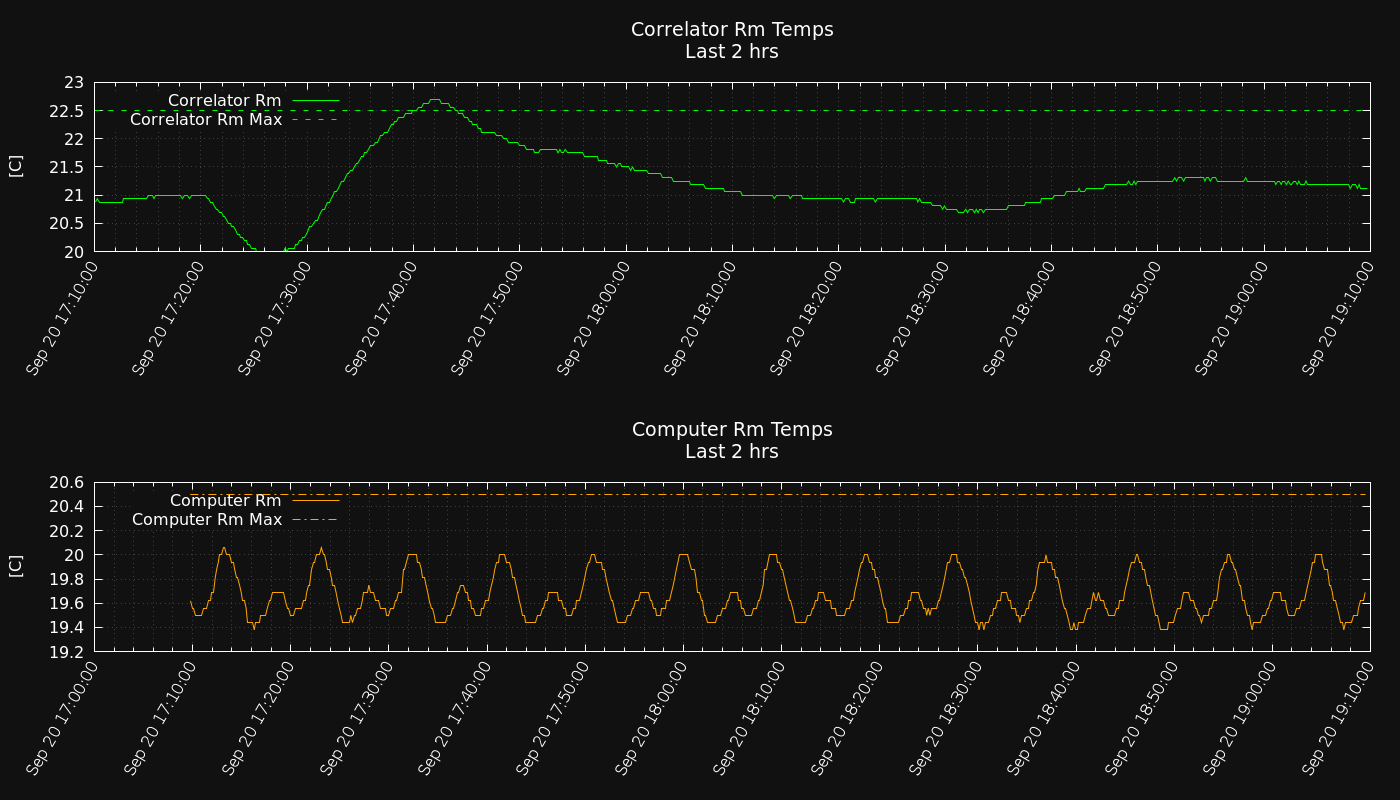 Correlator Rm Temps
Last 2 hrs
[C]
23
22.5
22
21.5
21
20.5
20
Correlator Rm
Correlator Rm Max
Sep 20 17:10:00
Sep 20 17:20:00
Sep 20 17:30:00
Sep 20 17:40:00
Sep 20 17:50:00
Sep 20 18:00:00
Sep 20 18:10:00
Sep 20 18:20:00
Sep 20 18:30:00
Sep 20 18:40:00
Sep 20 18:50:00
Sep 20 19:00:00
Sep 20 19:10:00
Computer Rm Temps
Last 2 hrs
[C]
20.6
20.4
20.2
20
19.8
19.6
19.4
19.2
Computer Rm
Computer Rm Max
Sep 20 17:00:00
Sep 20 17:10:00
Sep 20 17:20:00
Sep 20 17:30:00
Sep 20 17:40:00
Sep 20 17:50:00
Sep 20 18:00:00
Sep 20 18:10:00
Sep 20 18:20:00
Sep 20 18:30:00
Sep 20 18:40:00
Sep 20 18:50:00
Sep 20 19:00:00
Sep 20 19:10:00